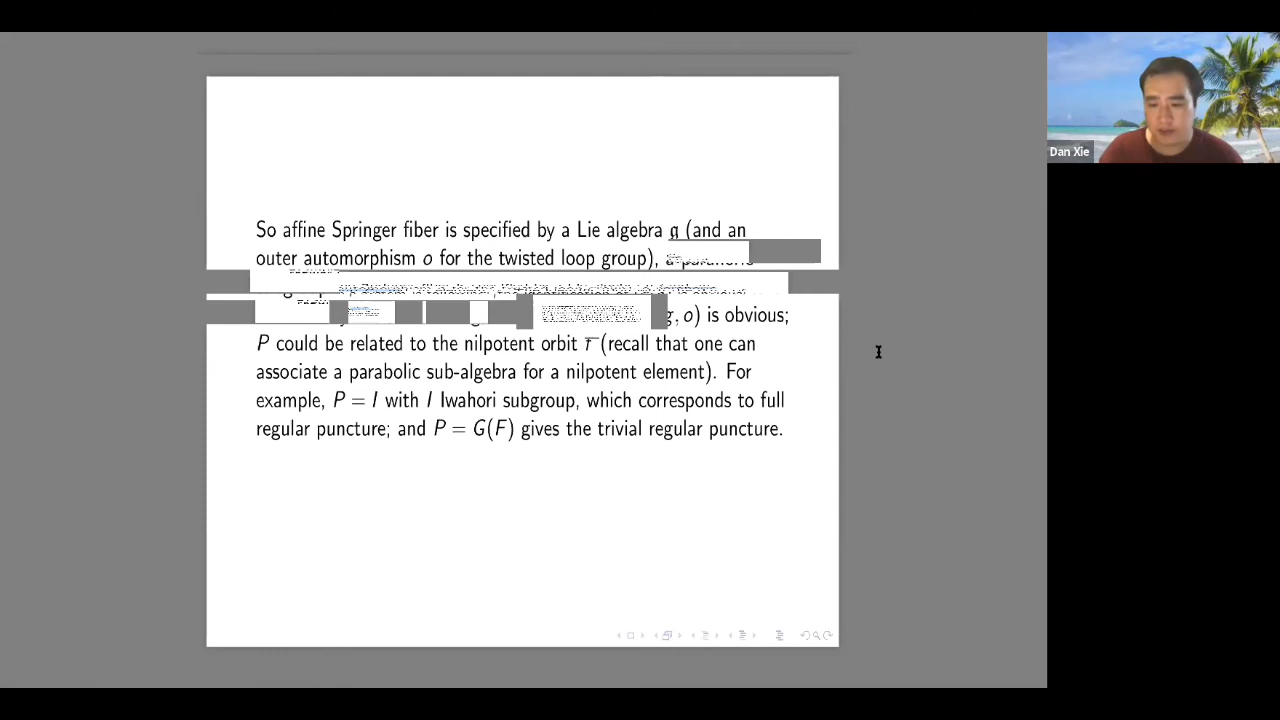 So affine Springer fiber is specified by a Lie algebra g (and an
outer automorphism o for the twisted loop group),
, o) is obvious;
P could be related to the nilpotent orbit (recall that one can
associate a parabolic sub-algebra for a nilpotent element). For
example, P = I with I Iwahori subgroup, which corresponds to full
regular puncture; and P = G(F) gives the trivial regular puncture.
Dan Xie